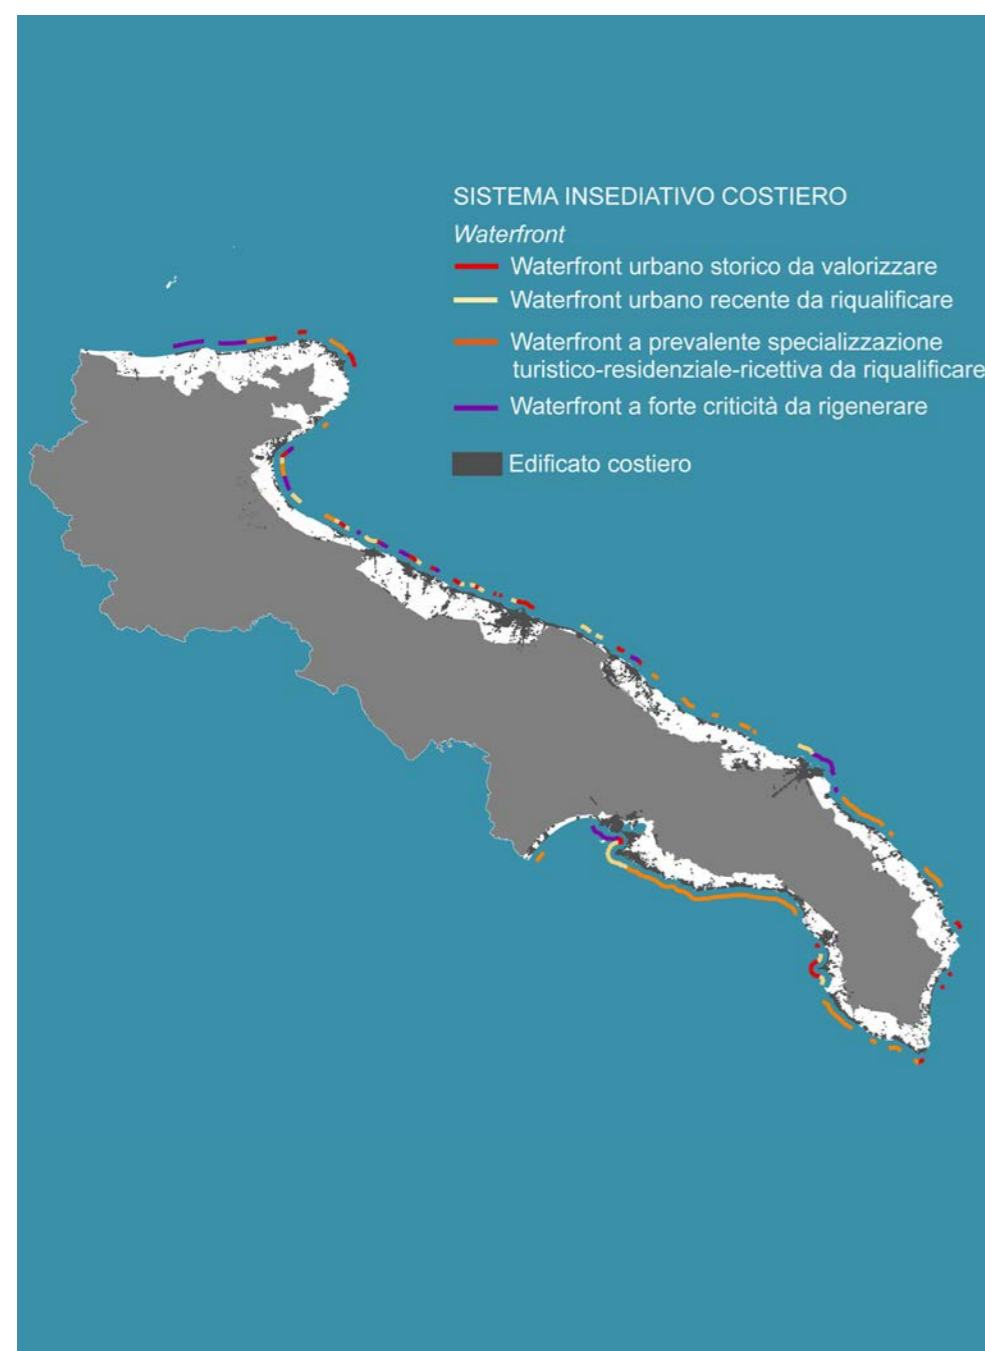 SISTEMA INSEDIATIVO COSTIERO
Waterfront
Waterfront urbano storico da valorizzare
Waterfront urbano recente da riqualificare
Waterfront a prevalente specializzazione
turistico-residenziale-ricettiva da riqualificare
Waterfront a forte criticità da rigenerare
Edificato costiero